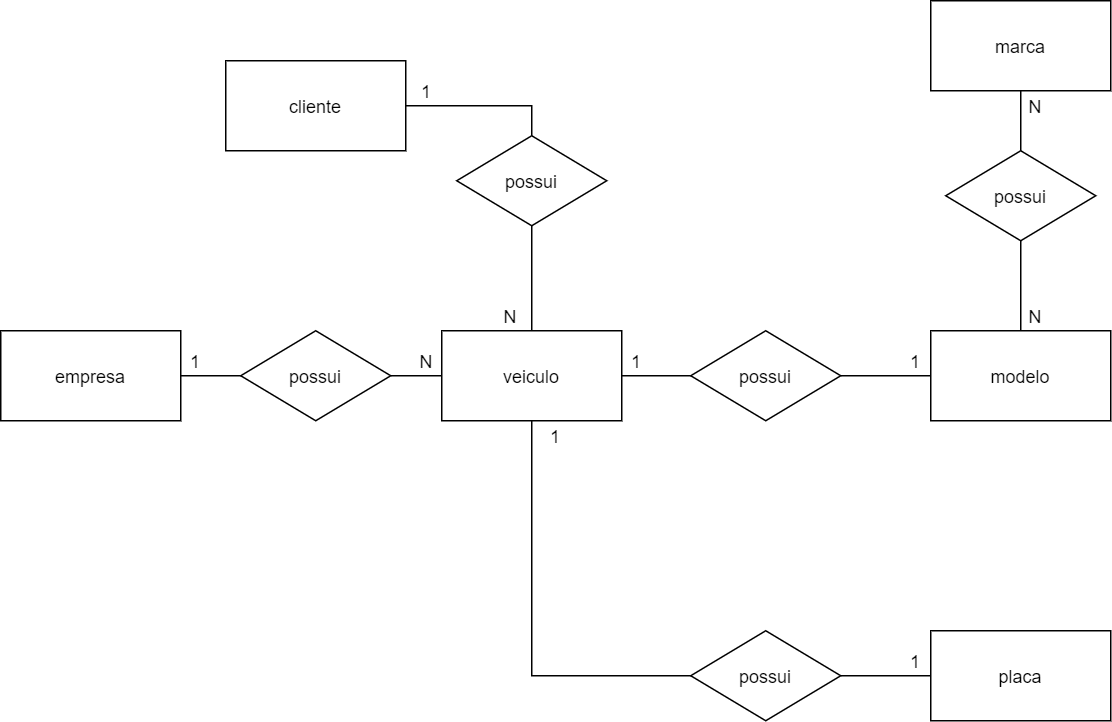 marca
1
N
cliente
possui
possui
N
N
1
N
1
1
empresa
possui
veiculo
possui
modelo
1
1
possui
placa